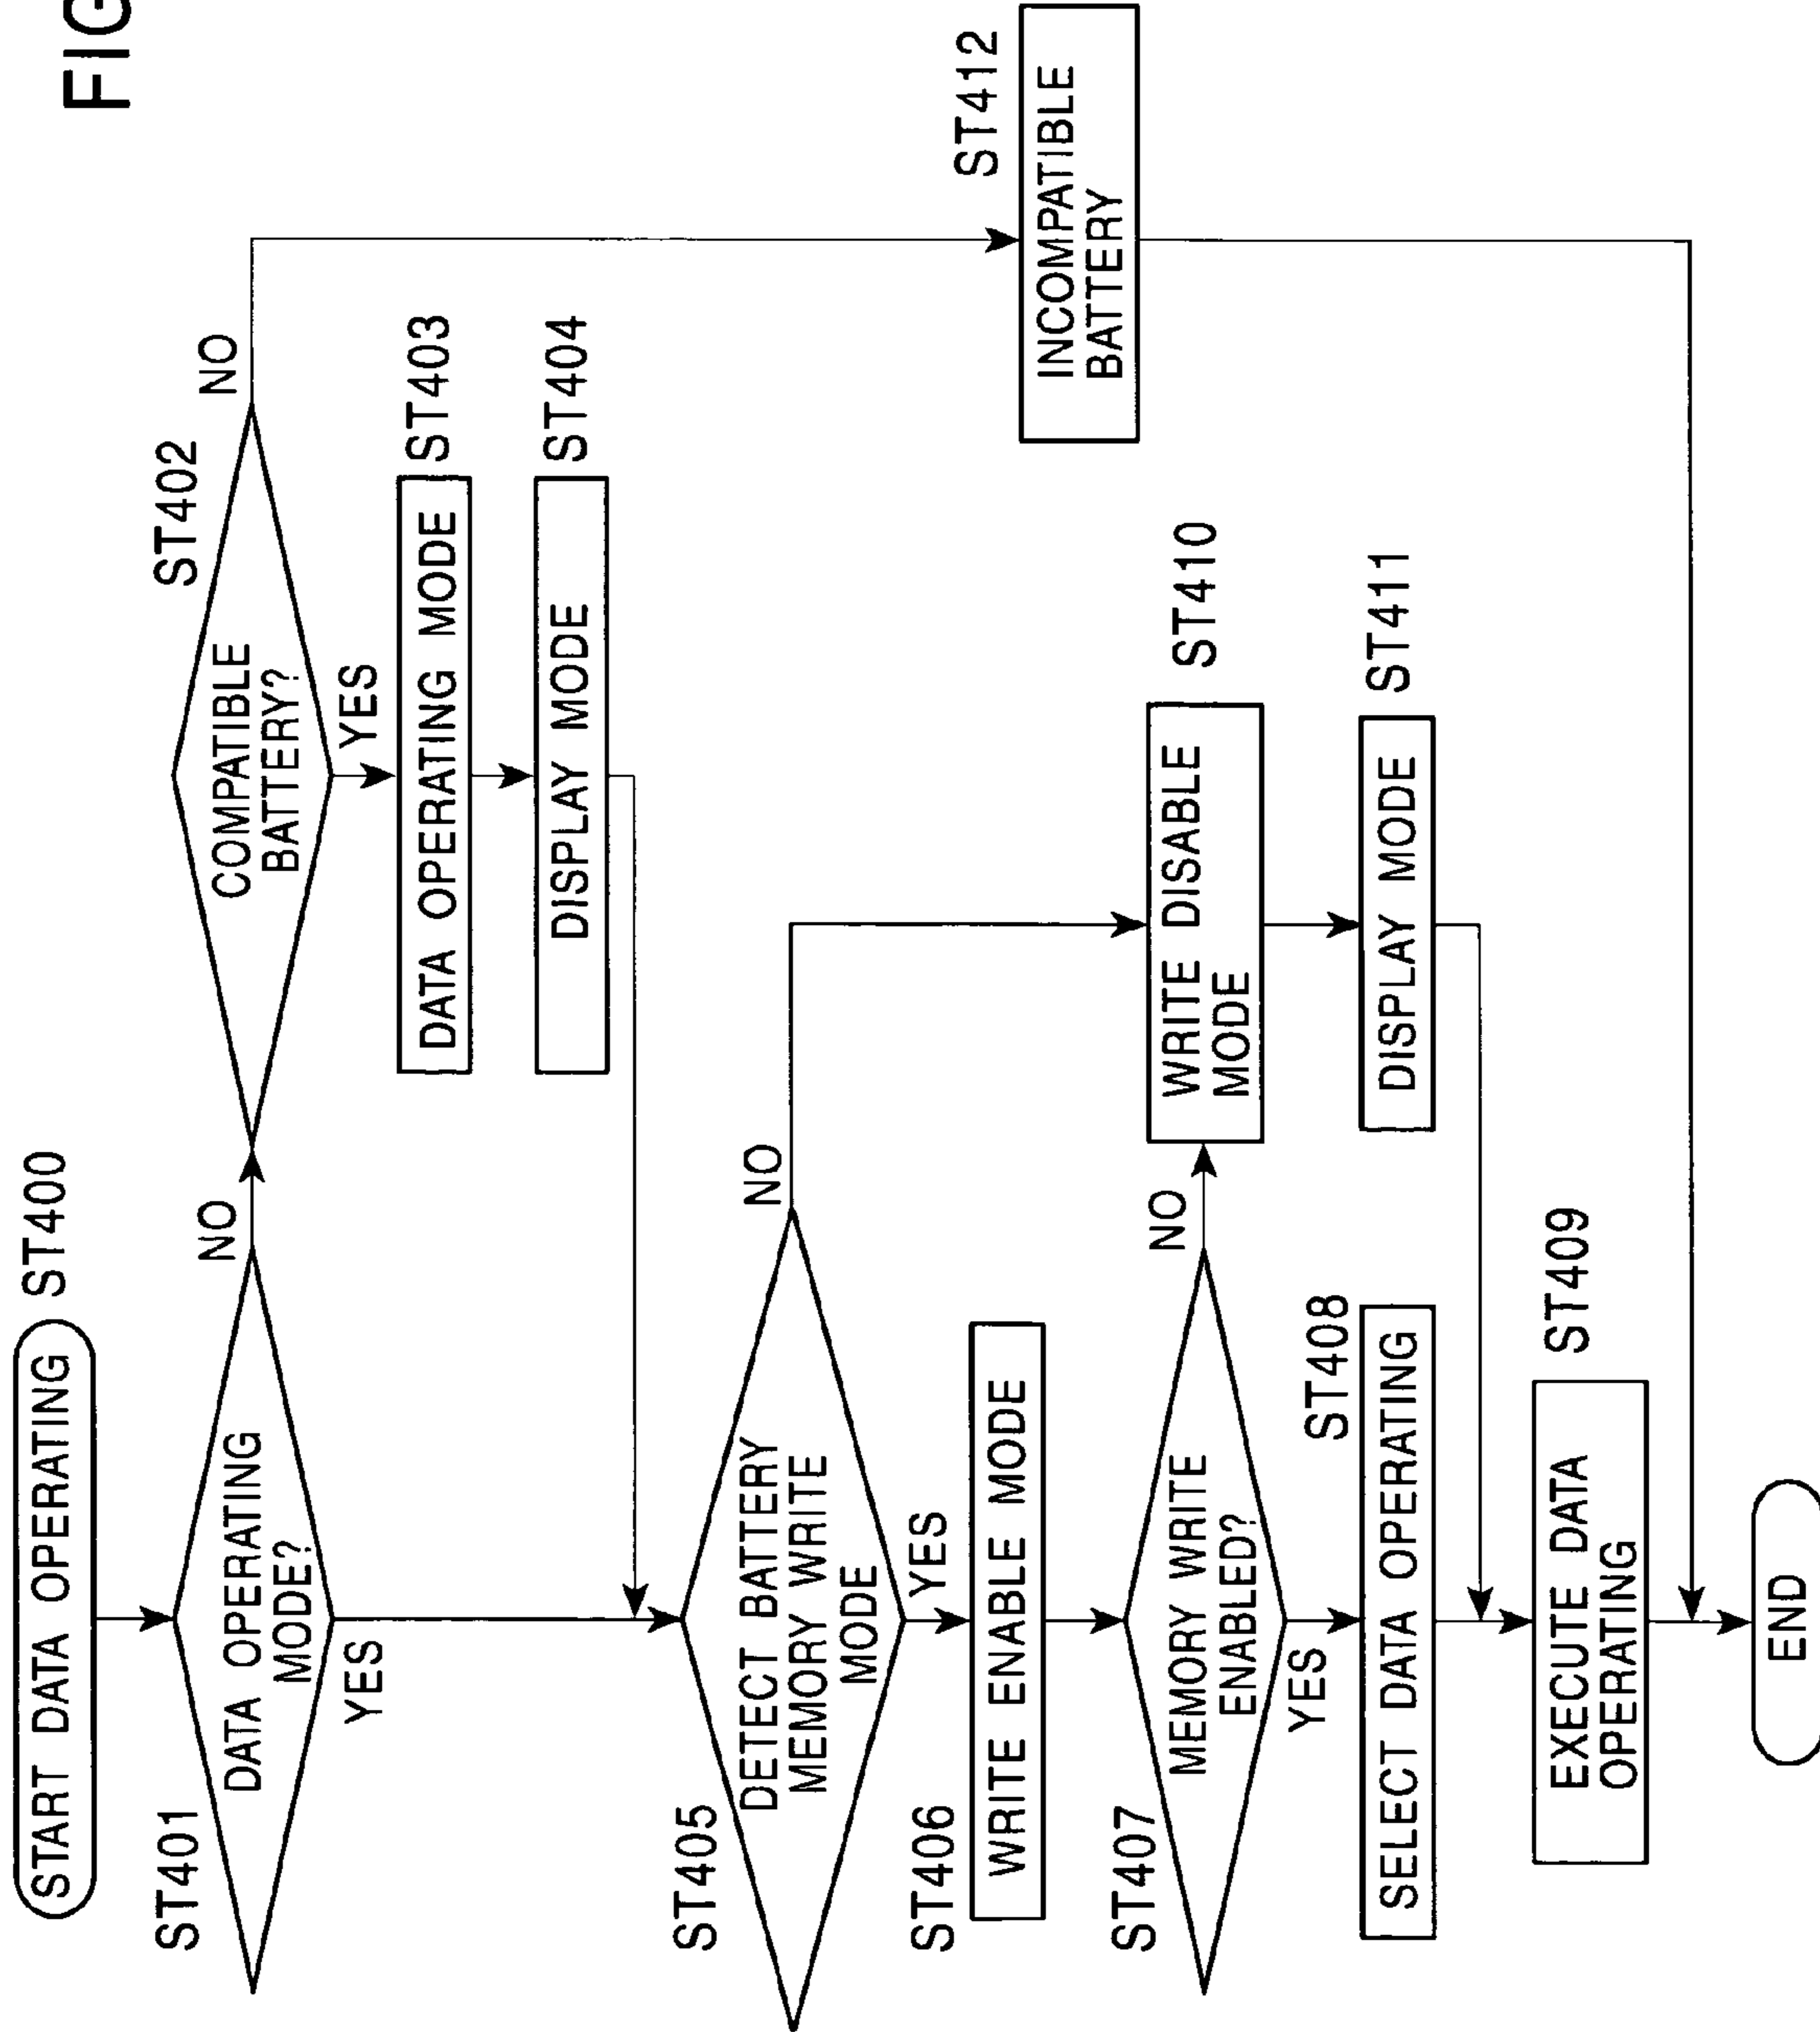 FIG
START DATA OPERATING
ST400
ST401
DATA OPERATING
MODE?
NO
YES
ST402
COMPATIBLE
BATTERY?
NO
YES
DATA OPERATING MODE
ST403
DISPLAY MODE
ST404
ST405
DETECT BATTERY
MEMORY WRITE
MODE
NO
YES
ST406
WRITE ENABLE MODE
ST407
MEMORY WRITE
ENABLED?
NO
YES
ST408
SELECT DATA OPERATING
ST409
EXECUTE DATA
OPERATING
WRITE DISABLE
MODE
ST410
DISPLAY MODE
ST411
ST412
INCOMPATIBLE
BATTERY
END